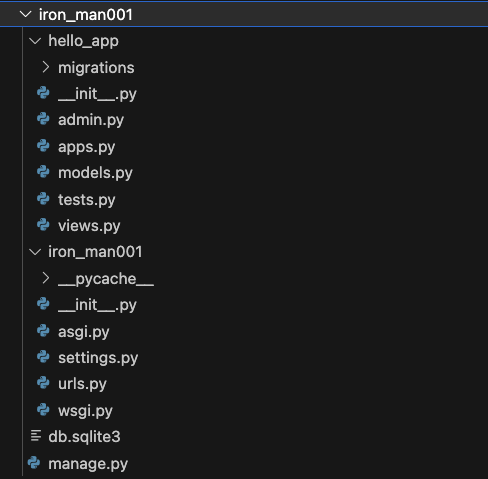 iron_man001
hello_app
migrations
__init__.py
admin.py
apps.py
models.py
tests.py
views.py
iron_man001
__pycache__
__init__.py
asgi.py
settings.py
urls.py
wsgi.py
db.sqlite3
manage.py